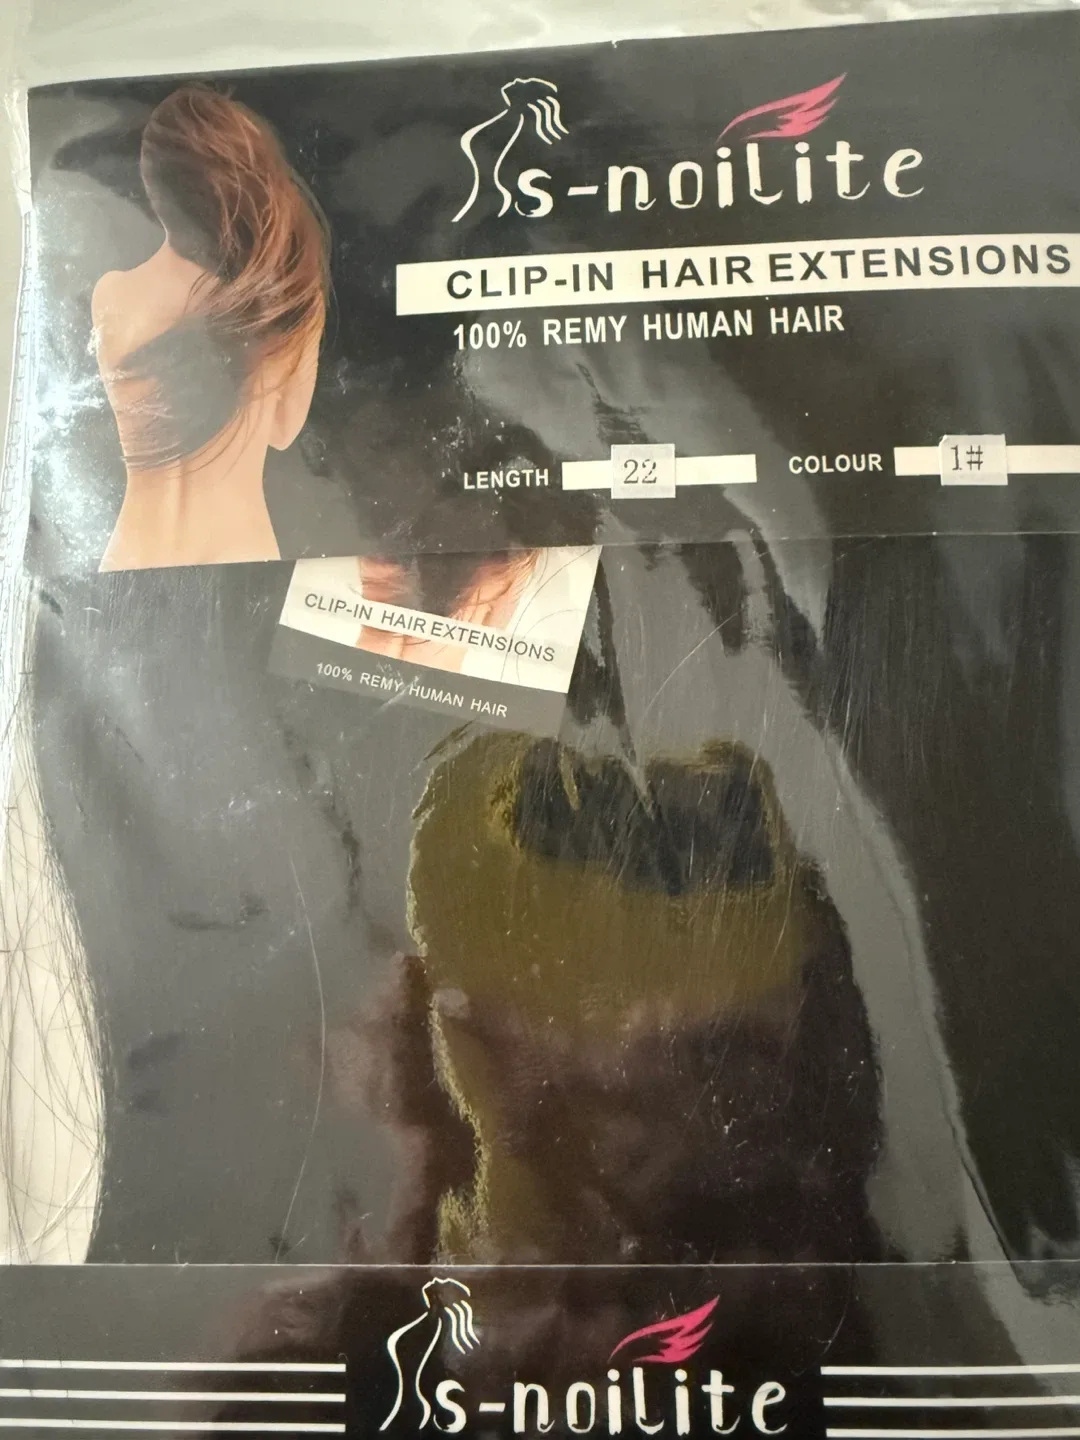 s-noilite
CLIP-IN HAIR EXTENSIONS
100% REMY HUMAN HAIR
LENGTH 22 COLOUR 1#
CLIP-IN HAIR EXTENSIONS
100% REMY HUMAN HAIR
s-noilite